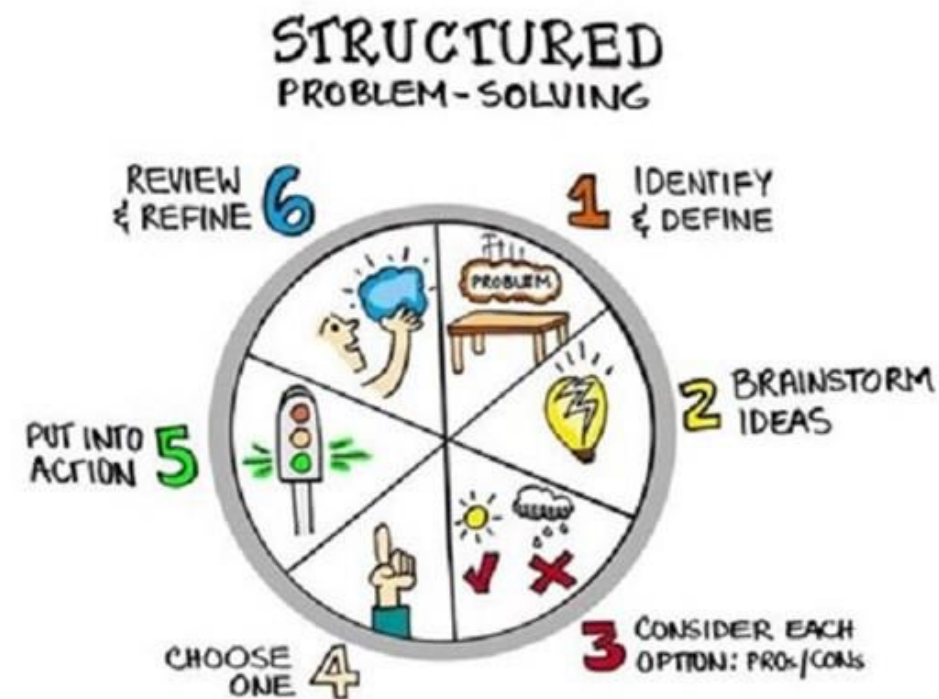 STRUCTURED
PROBLEM-SOLVING
1 IDENTIFY
& DEFINE
PROBLEM
2 BRAINSTORM
IDEAS
3 CONSIDER EACH
OPTION: PROs/CONs
CHOOSE
ONE 4
PUT INTO
ACTION 5
REVIEW
& REFINE 6